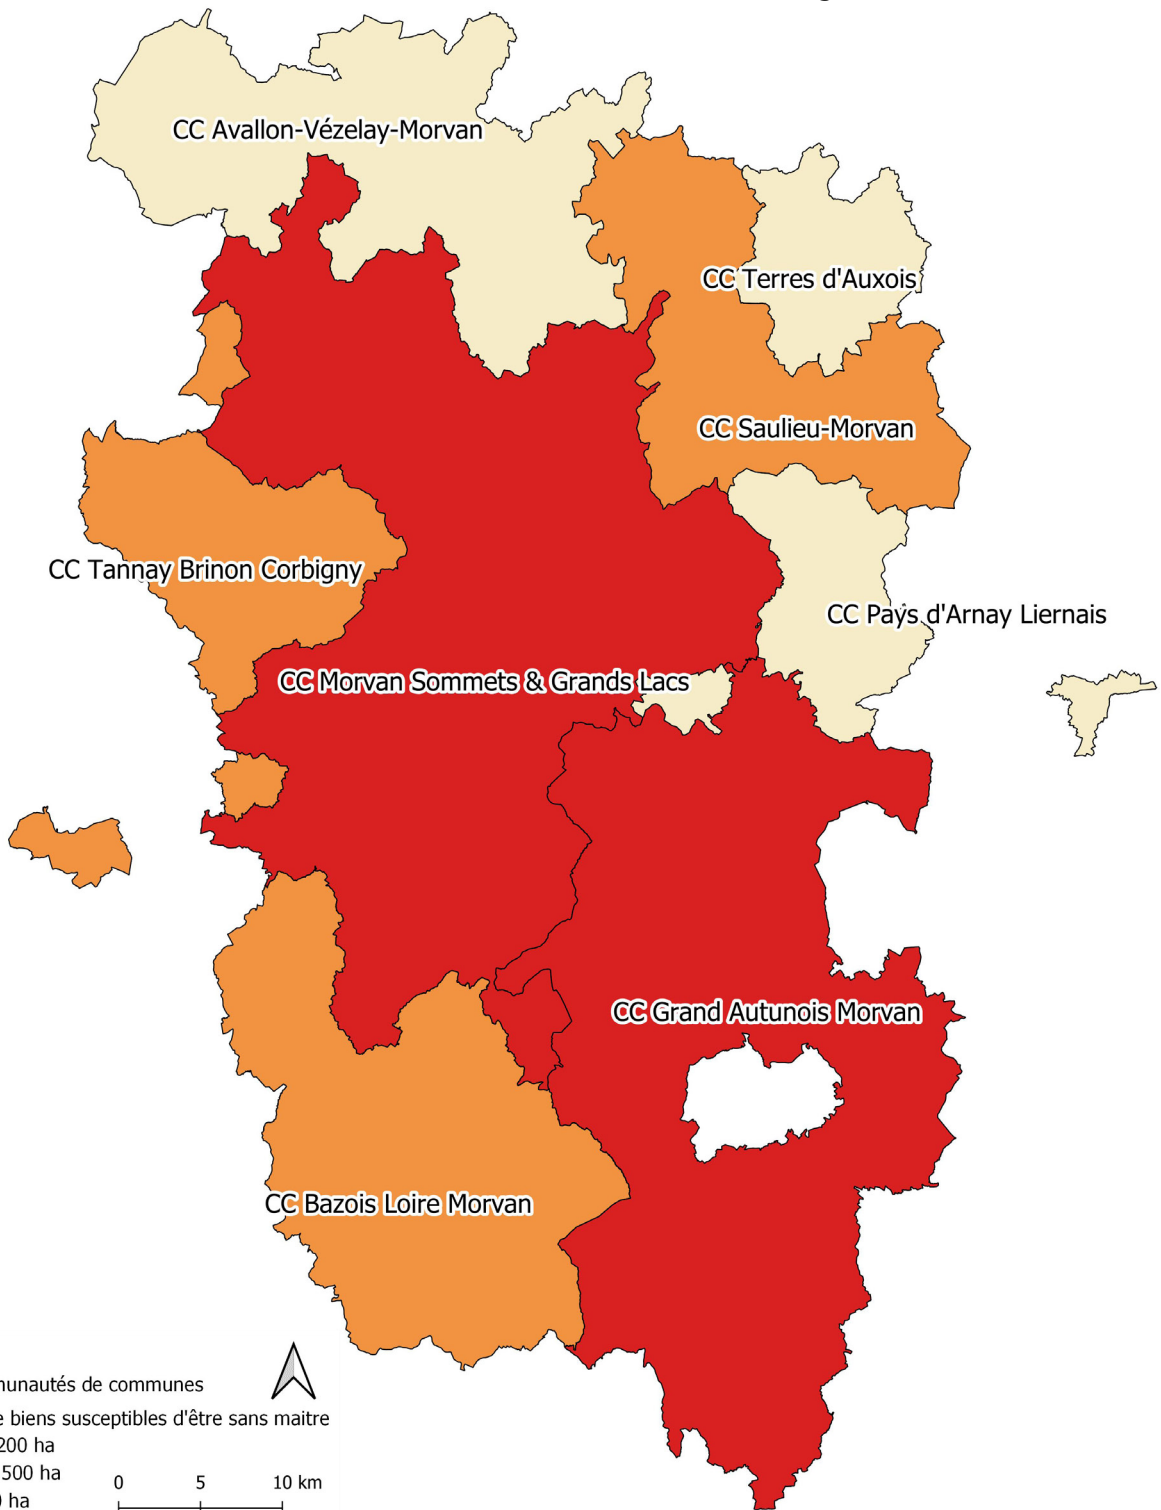 CC Avallon-Vézelay-Morvan
CC Terres d'Auxois
CC Saulieu-Morvan
CC Tannay Brinon Corbigny
CC Pays d'Arnay Liernais
CC Morvan Sommets & Grands Lacs
CC Grand Autunois Morvan
CC Bazois Loire Morvan
de communes
biens susceptibles d'être sans maitre
200 ha
500 ha
ha
0 5 10 km